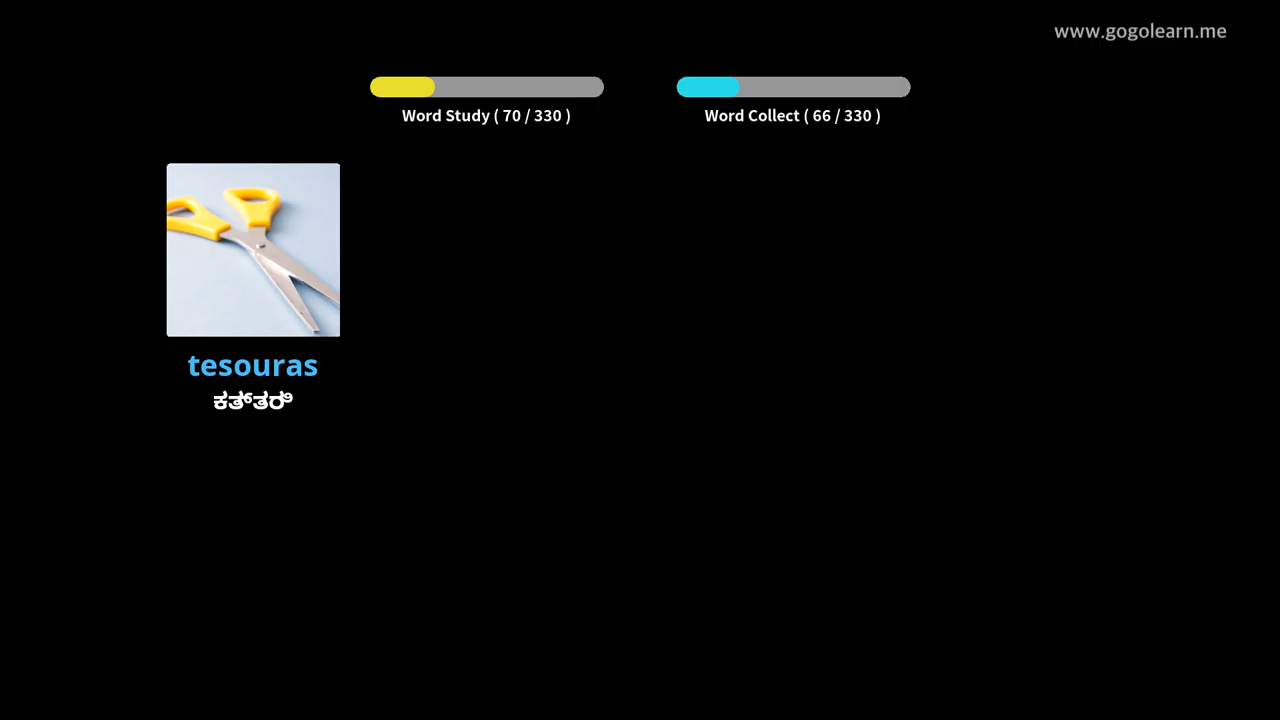 www.gogolearn.me
Word Study ( 70 / 330 )
Word Collect ( 66 / 330 )
tesouras
ಕತ್ತರಿ